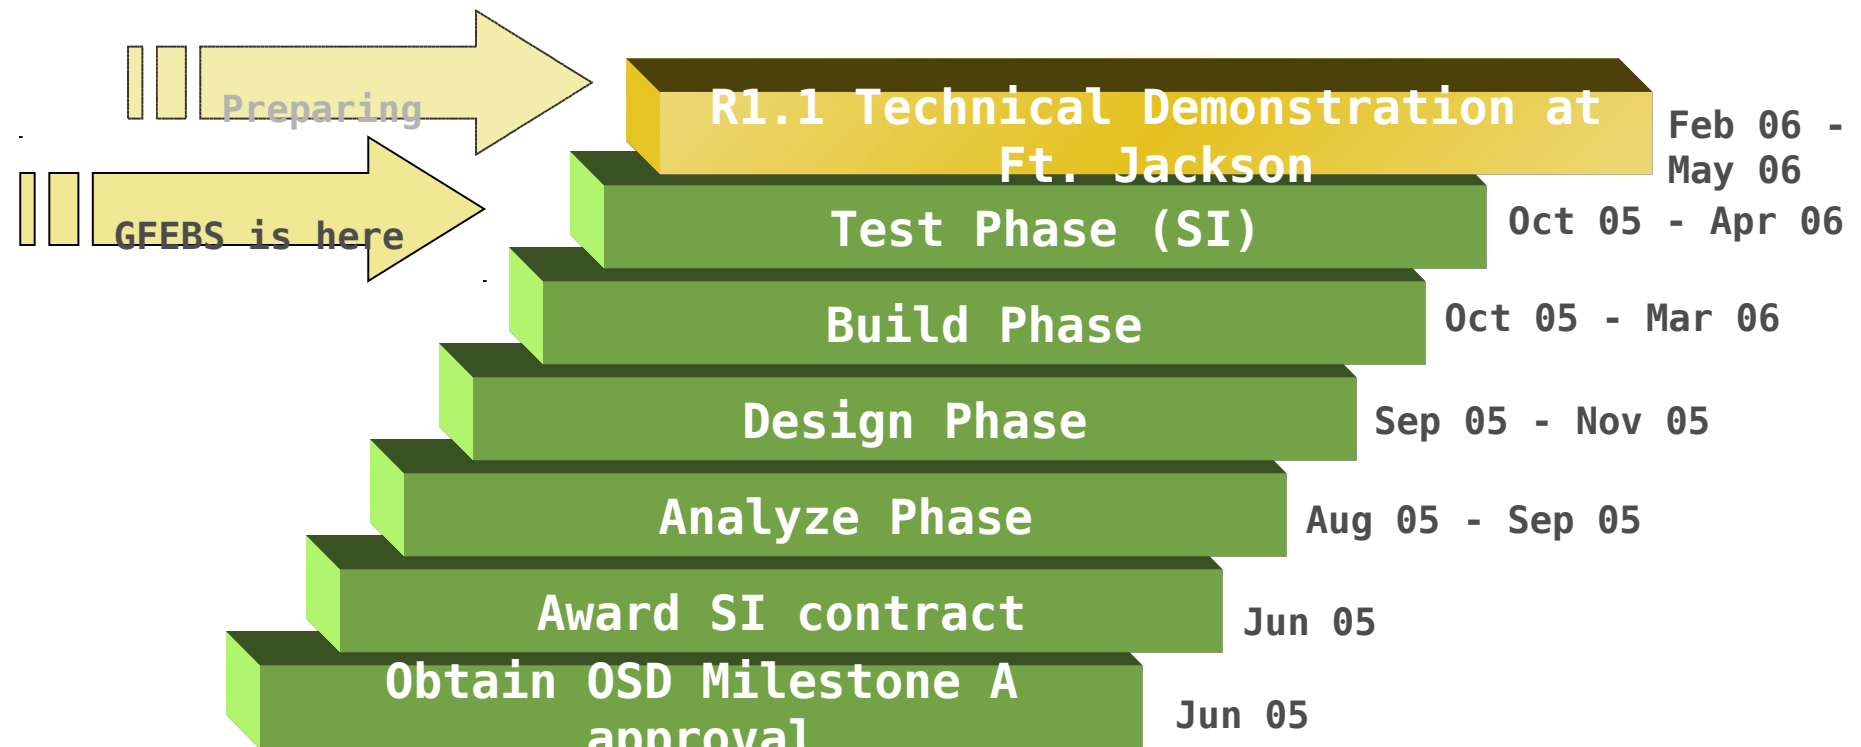 Preparing
R1.1 Technical Demonstration at
Ft. Jackson
Feb 06 -
May 06
GFEBS is here
Test Phase (SI)
Oct 05 - Apr 06
Build Phase
Oct 05 - Mar 06
Design Phase
Sep 05 - Nov 05
Analyze Phase
Aug 05 - Sep 05
Award SI contract
Jun 05
Obtain OSD Milestone A
approval
Jun 05